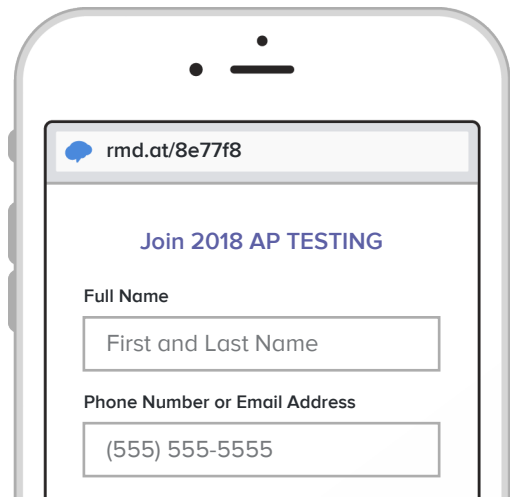 rmd.at/8e77f8
Join 2018 AP TESTING
Full Name
First and Last Name
Phone Number or Email Address
(555) 555-5555